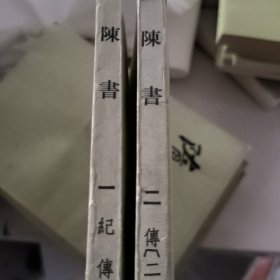 陳書 一 紀 傳
陳書 二 傳〔二